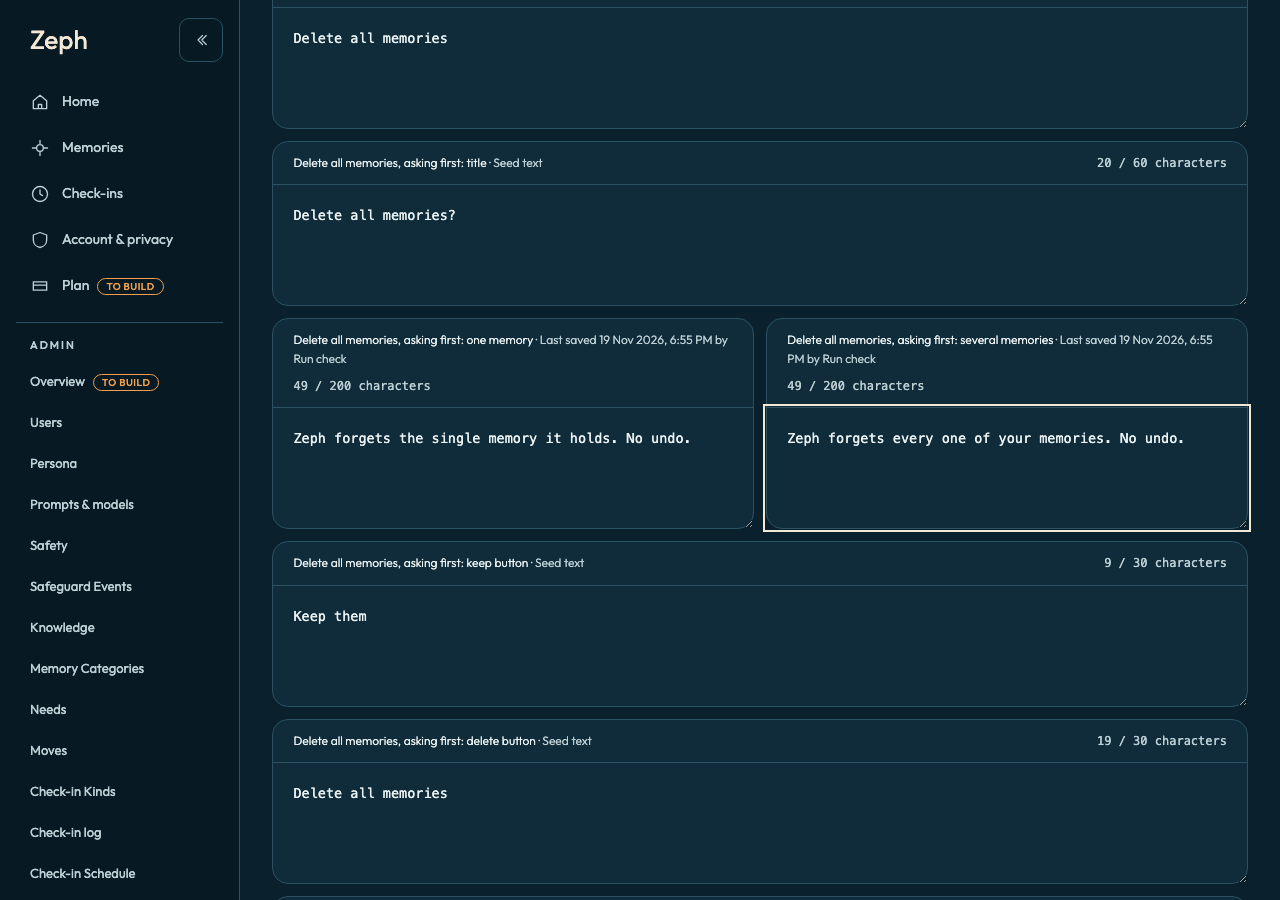 Zeph
Home
Memories
Check-ins
Account & privacy
Plan TO BUILD
ADMIN
Overview TO BUILD
Users
Persona
Prompts & models
Safety
Safeguard Events
Knowledge
Memory Categories
Needs
Moves
Check-in Kinds
Check-in log
Check-in Schedule
Delete all memories
Delete all memories, asking first: title · Seed text
20 / 60 characters
Delete all memories?
Delete all memories, asking first: one memory · Last saved 19 Nov 2026, 6:55 PM by
Run check
49 / 200 characters
Zeph forgets the single memory it holds. No undo.
Delete all memories, asking first: several memories · Last saved 19 Nov 2026, 6:55
PM by Run check
49 / 200 characters
Zeph forgets every one of your memories. No undo.
Delete all memories, asking first: keep button · Seed text
9 / 30 characters
Keep them
Delete all memories, asking first: delete button · Seed text
19 / 30 characters
Delete all memories